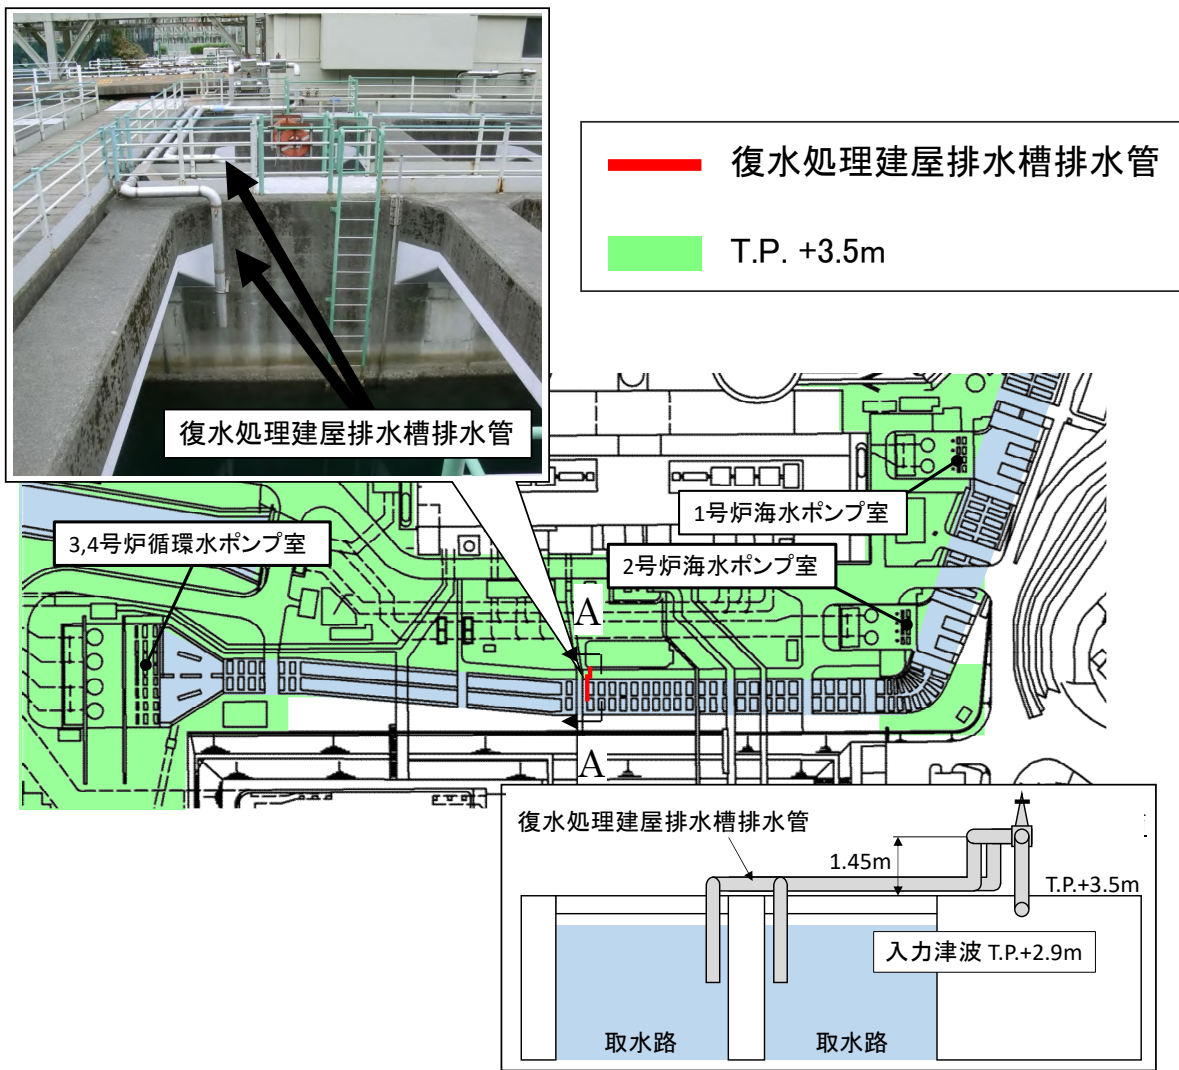 復水処理建屋排水槽排水管
T.P. +3.5m
復水処理建屋排水槽排水管
1号炉海水ポンプ室
3,4号炉循環水ポンプ室
2号炉海水ポンプ室
A
A
復水処理建屋排水槽排水管
1.45m
T.P.+3.5m
入力津波 T.P.+2.9m
取水路
取水路